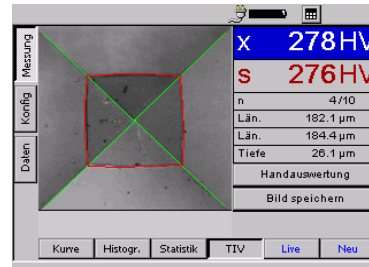 Messung
Konfig
Daten
x 278HV
s 276HV
n 4/10
Län. 182.1 µm
Län. 184.4 µm
Tiefe 26.1 µm
Handauswertung
Bild speichern
Kurve Histogr. Statistik TIV Live Neu